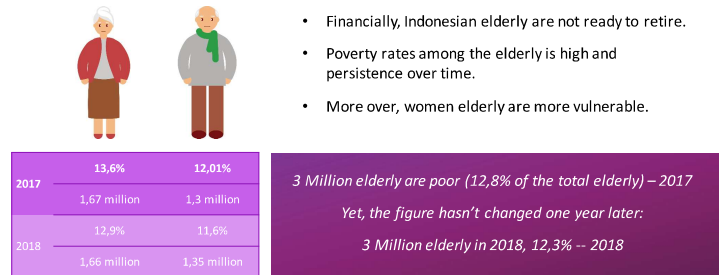 • Financially, Indonesian elderly are not ready to retire.
• Poverty rates among the elderly is high and
persistence over time.
• More over, women elderly are more vulnerable.
2017
13,6% 12,01%
1,67 million 1,3 million
2018
12,9% 11,6%
1,66 million 1,35 million
3 Million elderly are poor (12,8% of the total elderly) – 2017
Yet, the figure hasn’t changed one year later:
3 Million elderly in 2018, 12,3% -- 2018